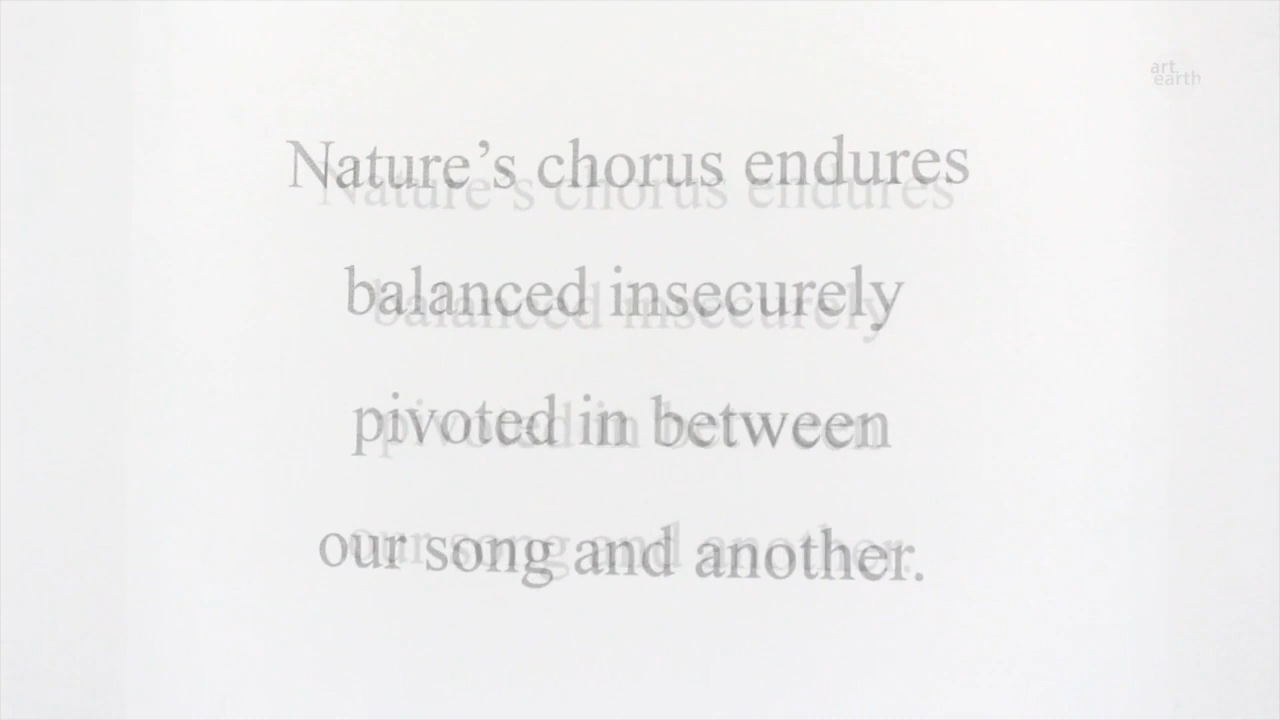 art.
earth
Nature’s chorus endures
balanced insecurely
pivoted in between
our song and another.